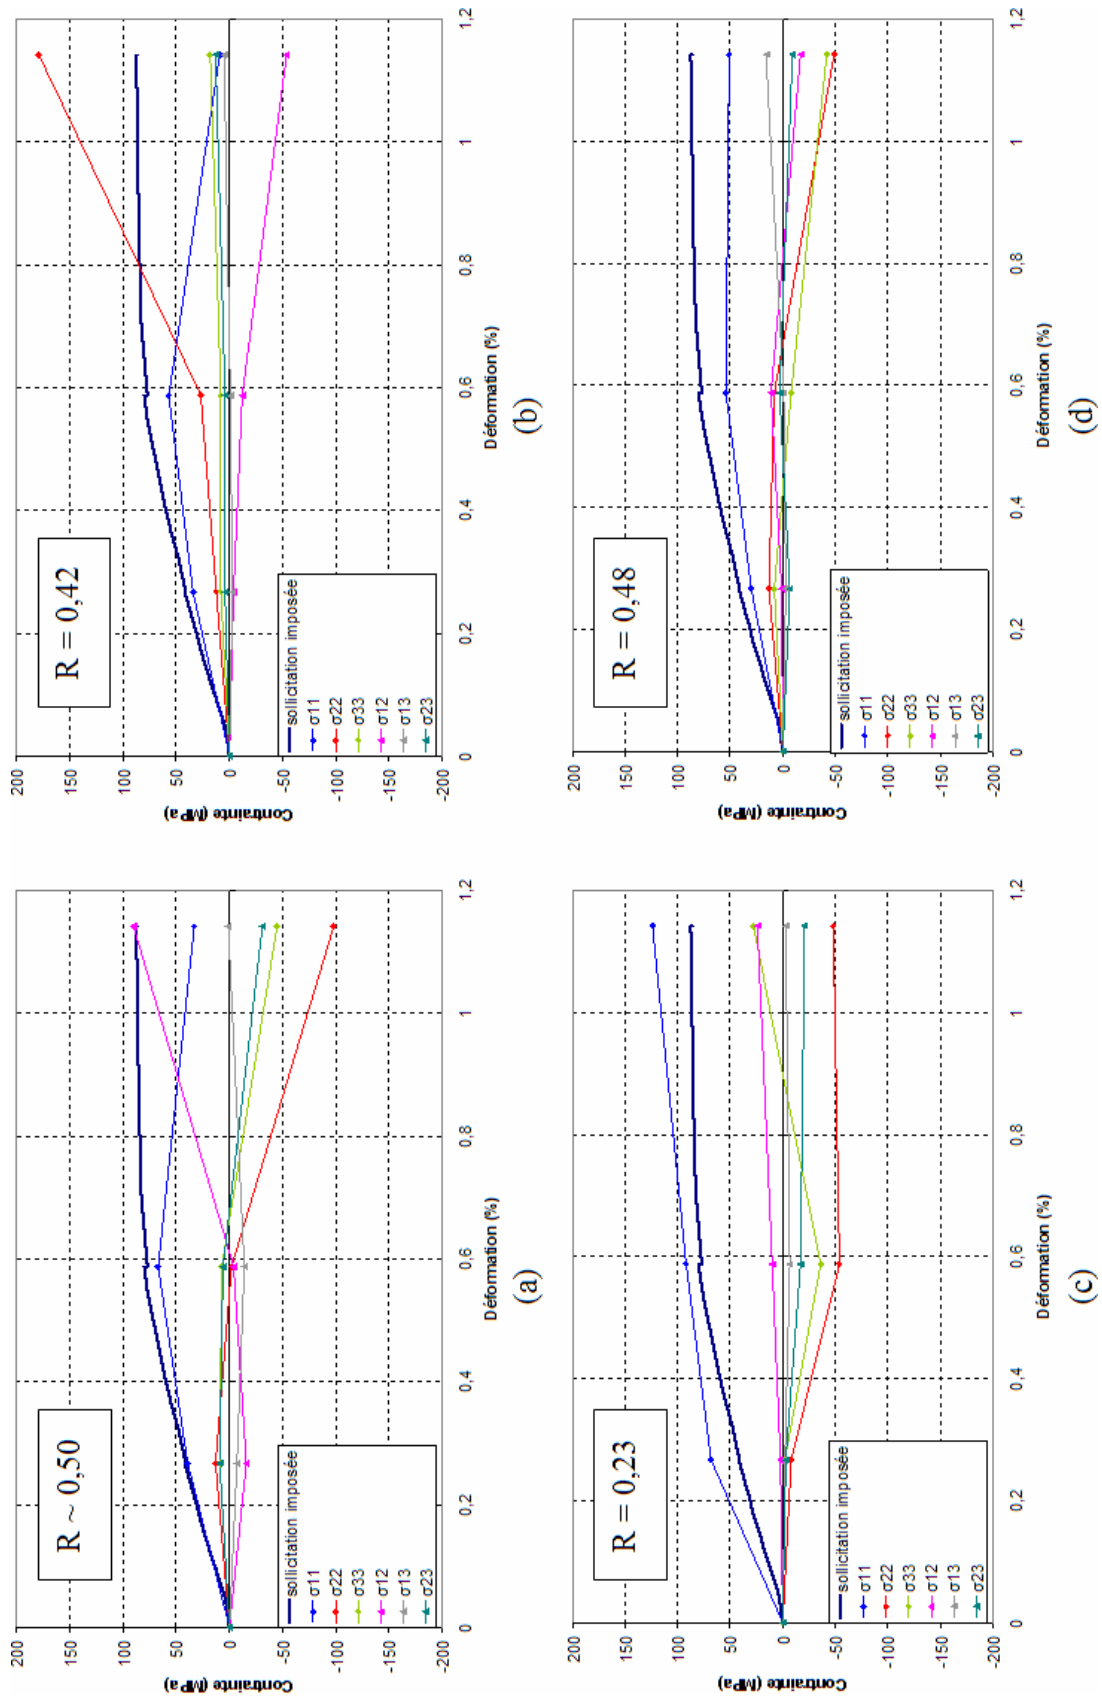 R ~ 0,50
Contrainte (MPa)
200
150
100
50
0
-50
-100
-150
-200
sollicitation imposée
σ11
σ22
σ33
σ12
σ13
σ23
0 0,2 0,4 0,6 0,8 1 1,2
Déformation (%)
(a)
R = 0,42
Contrainte (MPa)
200
150
100
50
0
-50
-100
-150
-200
sollicitation imposée
σ11
σ22
σ33
σ12
σ13
σ23
0 0,2 0,4 0,6 0,8 1 1,2
Déformation (%)
(b)
R = 0,23
Contrainte (MPa)
200
150
100
50
0
-50
-100
-150
-200
sollicitation imposée
σ11
σ22
σ33
σ12
σ13
σ23
0 0,2 0,4 0,6 0,8 1 1,2
Déformation (%)
(c)
R = 0,48
Contrainte (MPa)
200
150
100
50
0
-50
-100
-150
-200
sollicitation imposée
σ11
σ22
σ33
σ12
σ13
σ23
0 0,2 0,4 0,6 0,8 1 1,2
Déformation (%)
(d)